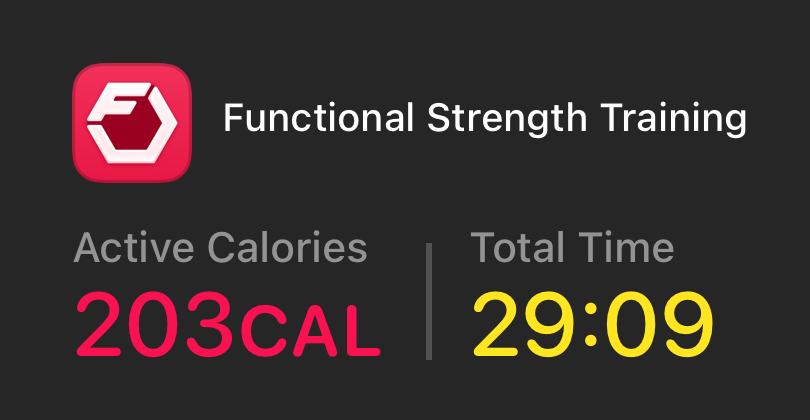 Functional Strength Training
Active Calories
Total Time
203CAL
29:09